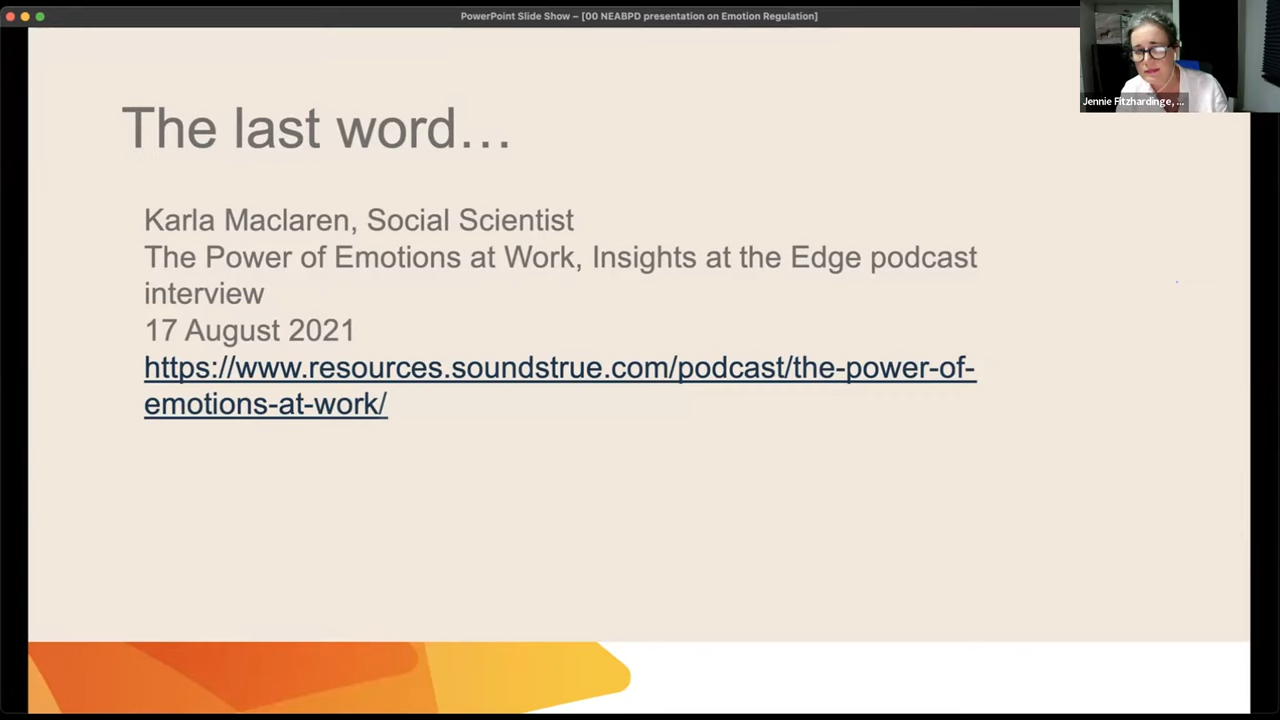 PowerPoint Slide Show – [00 NEABPD presentation on Emotion Regulation]
Jennie Fitzhardinge, ...
The last word…
Karla Maclaren, Social Scientist
The Power of Emotions at Work, Insights at the Edge podcast
interview
17 August 2021
https://www.resources.soundstrue.com/podcast/the-power-of-
emotions-at-work/